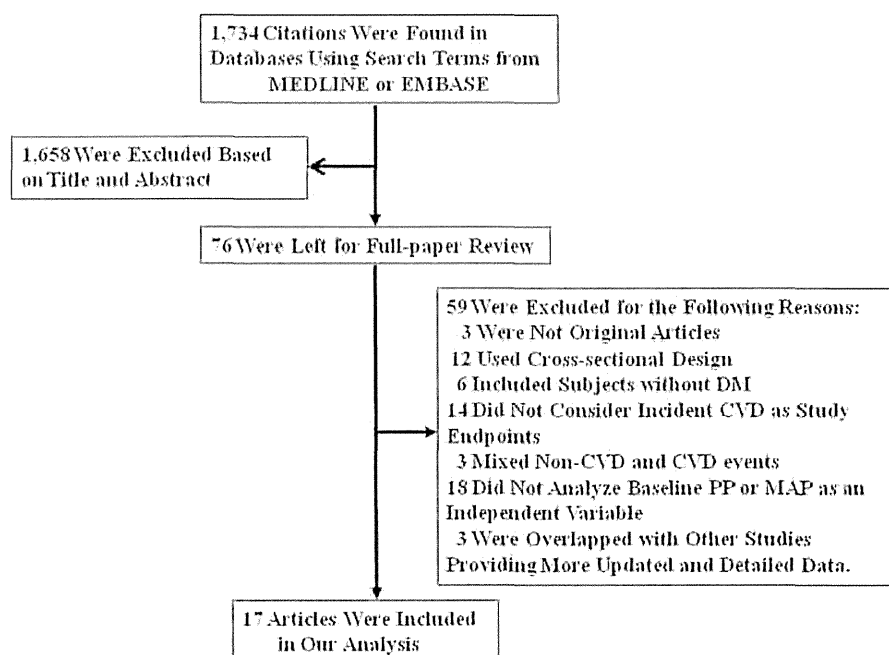 1,734 Citations Were Found in
Databases Using Search Terms from
MEDLINE or EMBASE
1,658 Were Excluded Based
on Title and Abstract
76 Were Left for Full-paper Review
59 Were Excluded for the Following Reasons:
3 Were Not Original Articles
12 Used Cross-sectional Design
6 Included Subjects without DM
14 Did Not Consider Incident CVD as Study
Endpoints
3 Mixed Non-CVD and CVD events
18 Did Not Analyze Baseline PP or MAP as an
Independent Variable
3 Were Overlapped with Other Studies
Providing More Updated and Detailed Data.
17 Articles Were Included
in Our Analysis